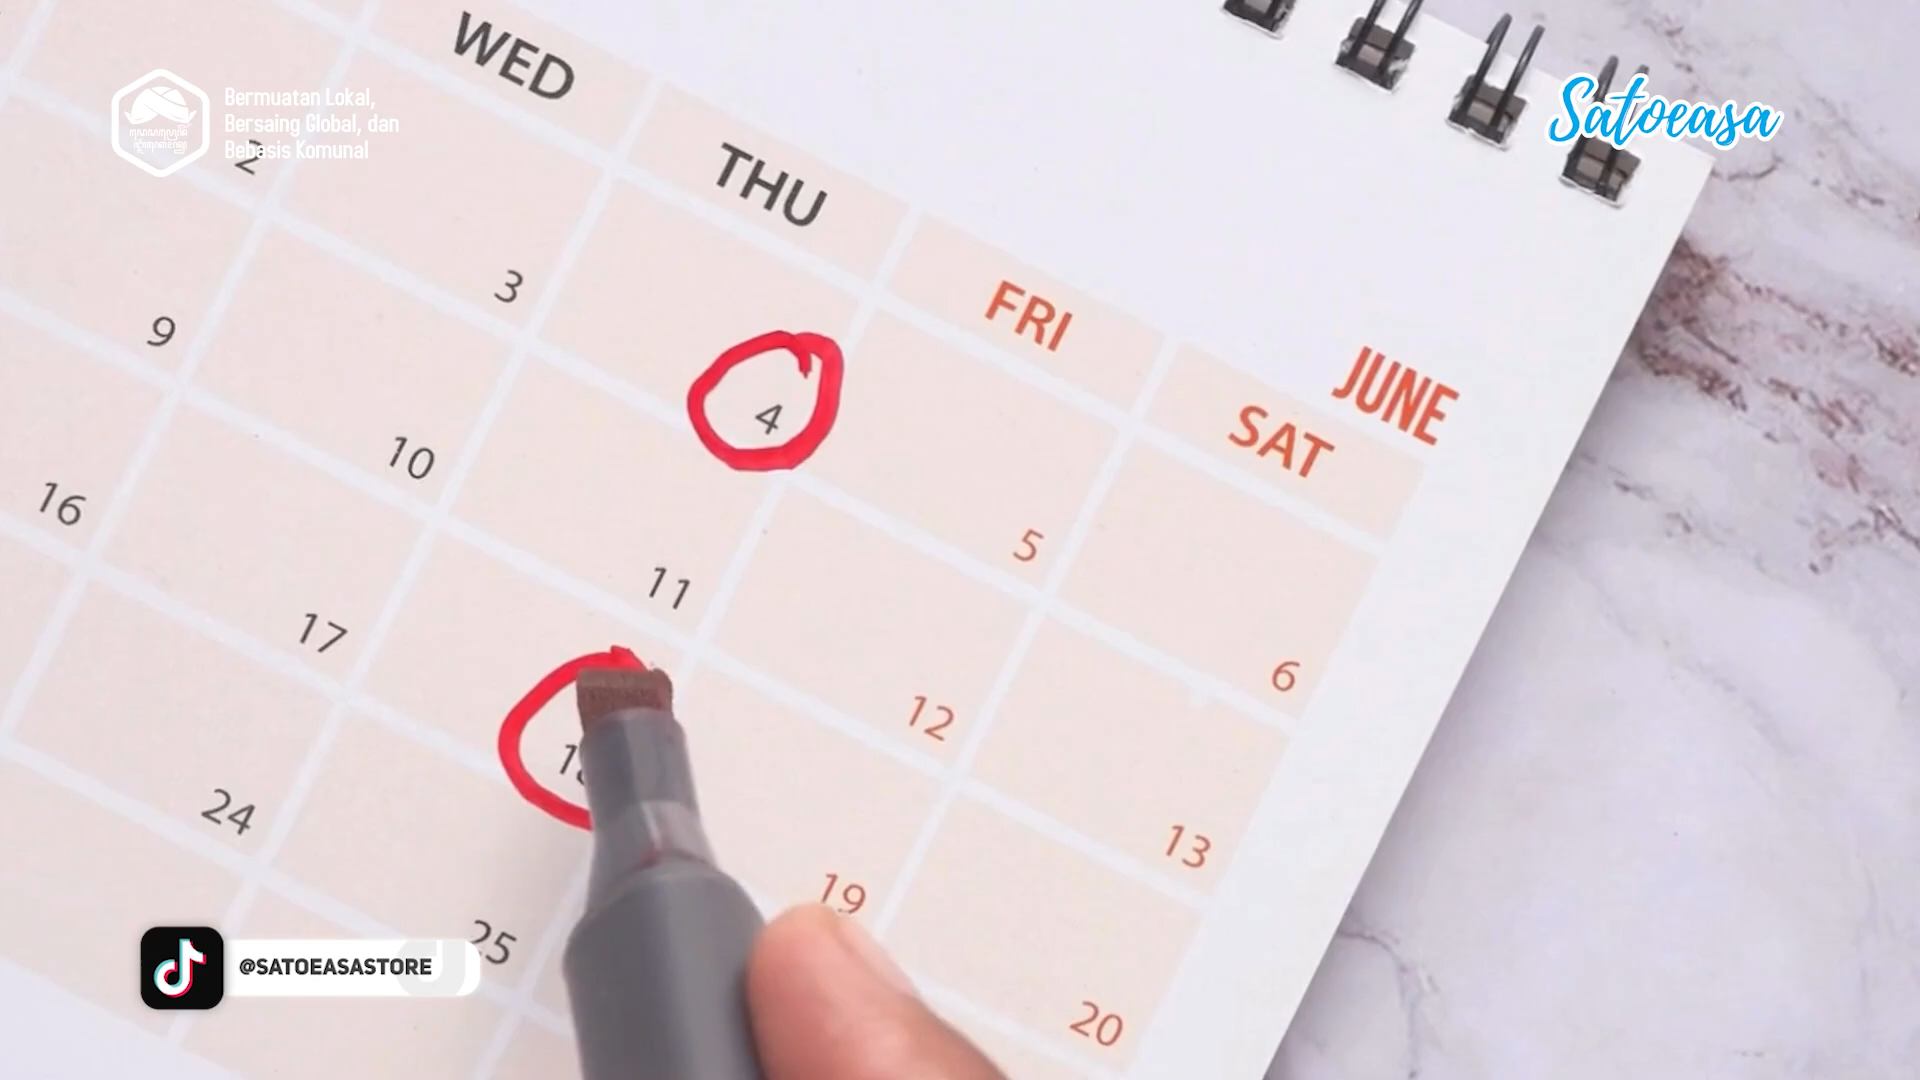 Bermuatan Lokal,
Bersaing Global, dan
Bebasis Komunal
Satoeasa
WED
THU
FRI
SAT
JUNE
2
3
4
5
6
9
10
11
12
13
16
17
19
20
24
25
@SATOEASASTORE